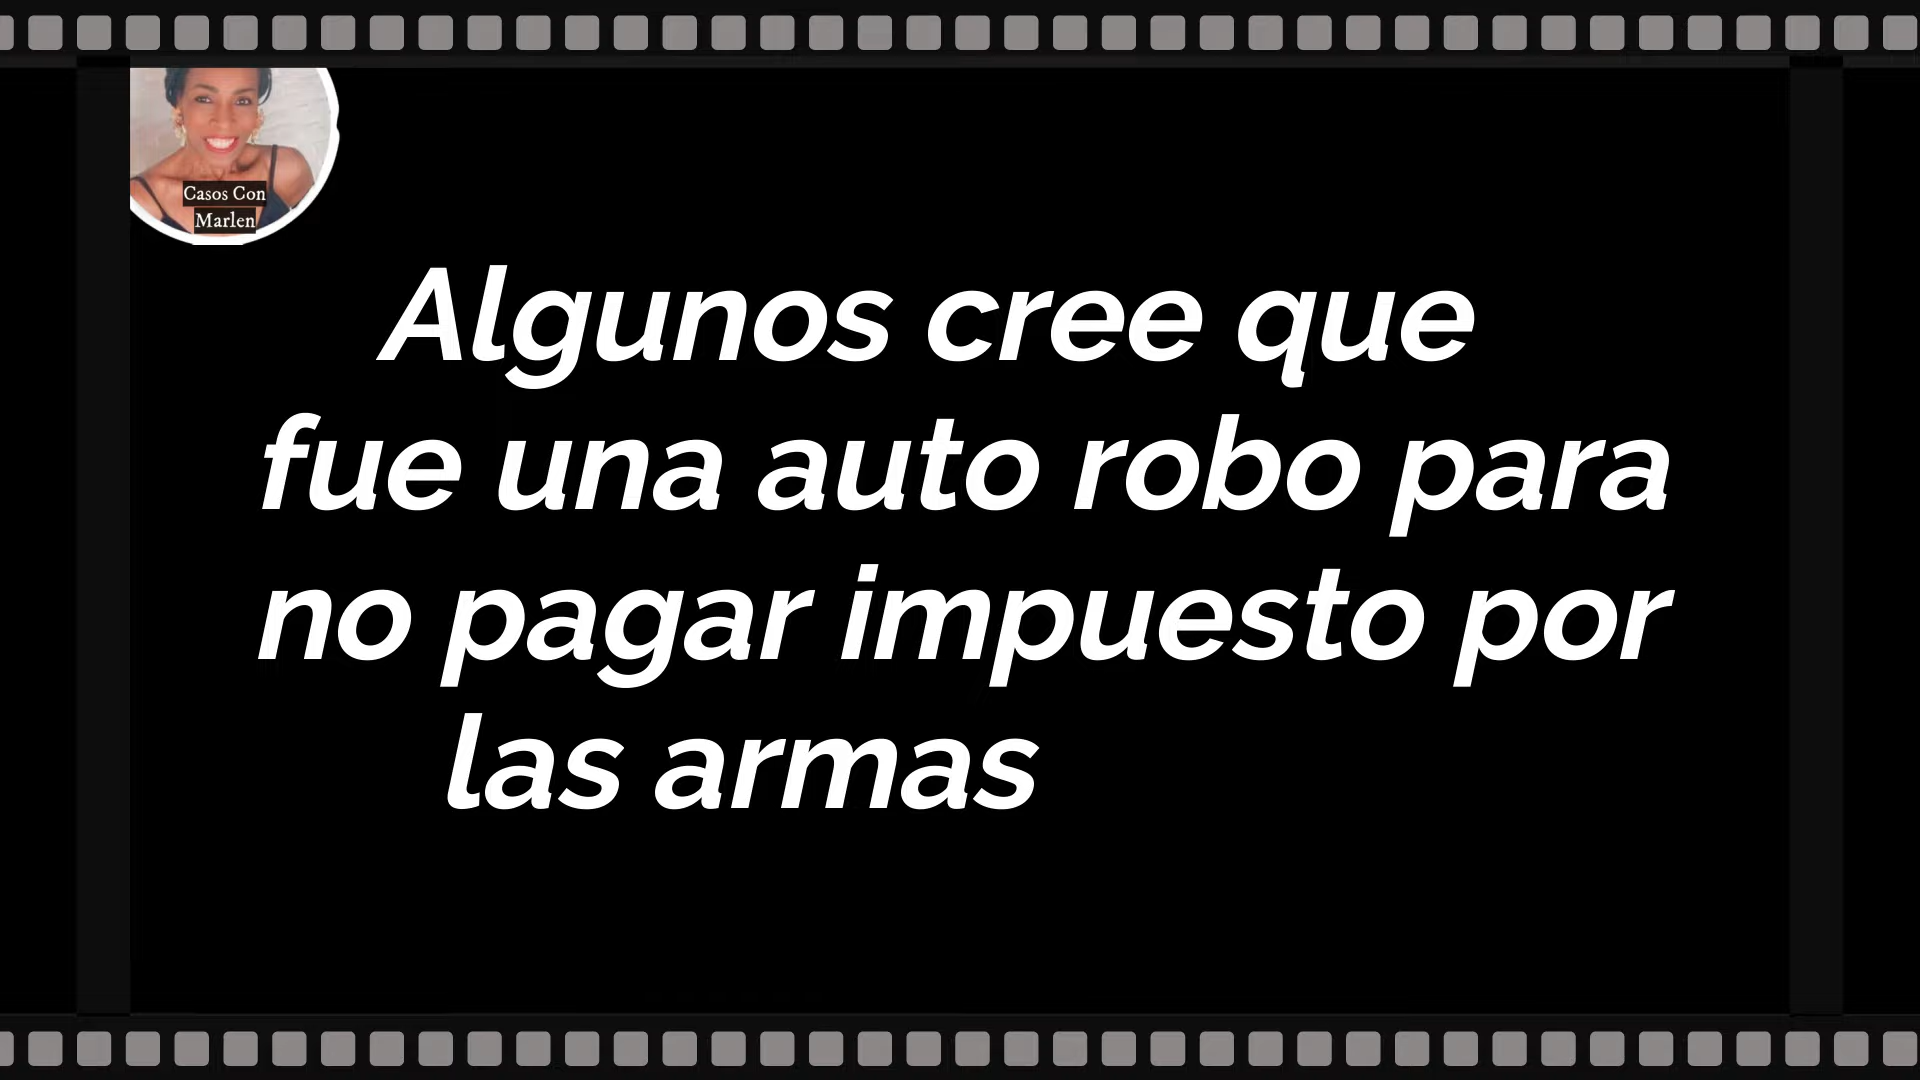 Casos Con
Marlen
Algunos cree que
fue una auto robo para
no pagar impuesto por
las armas